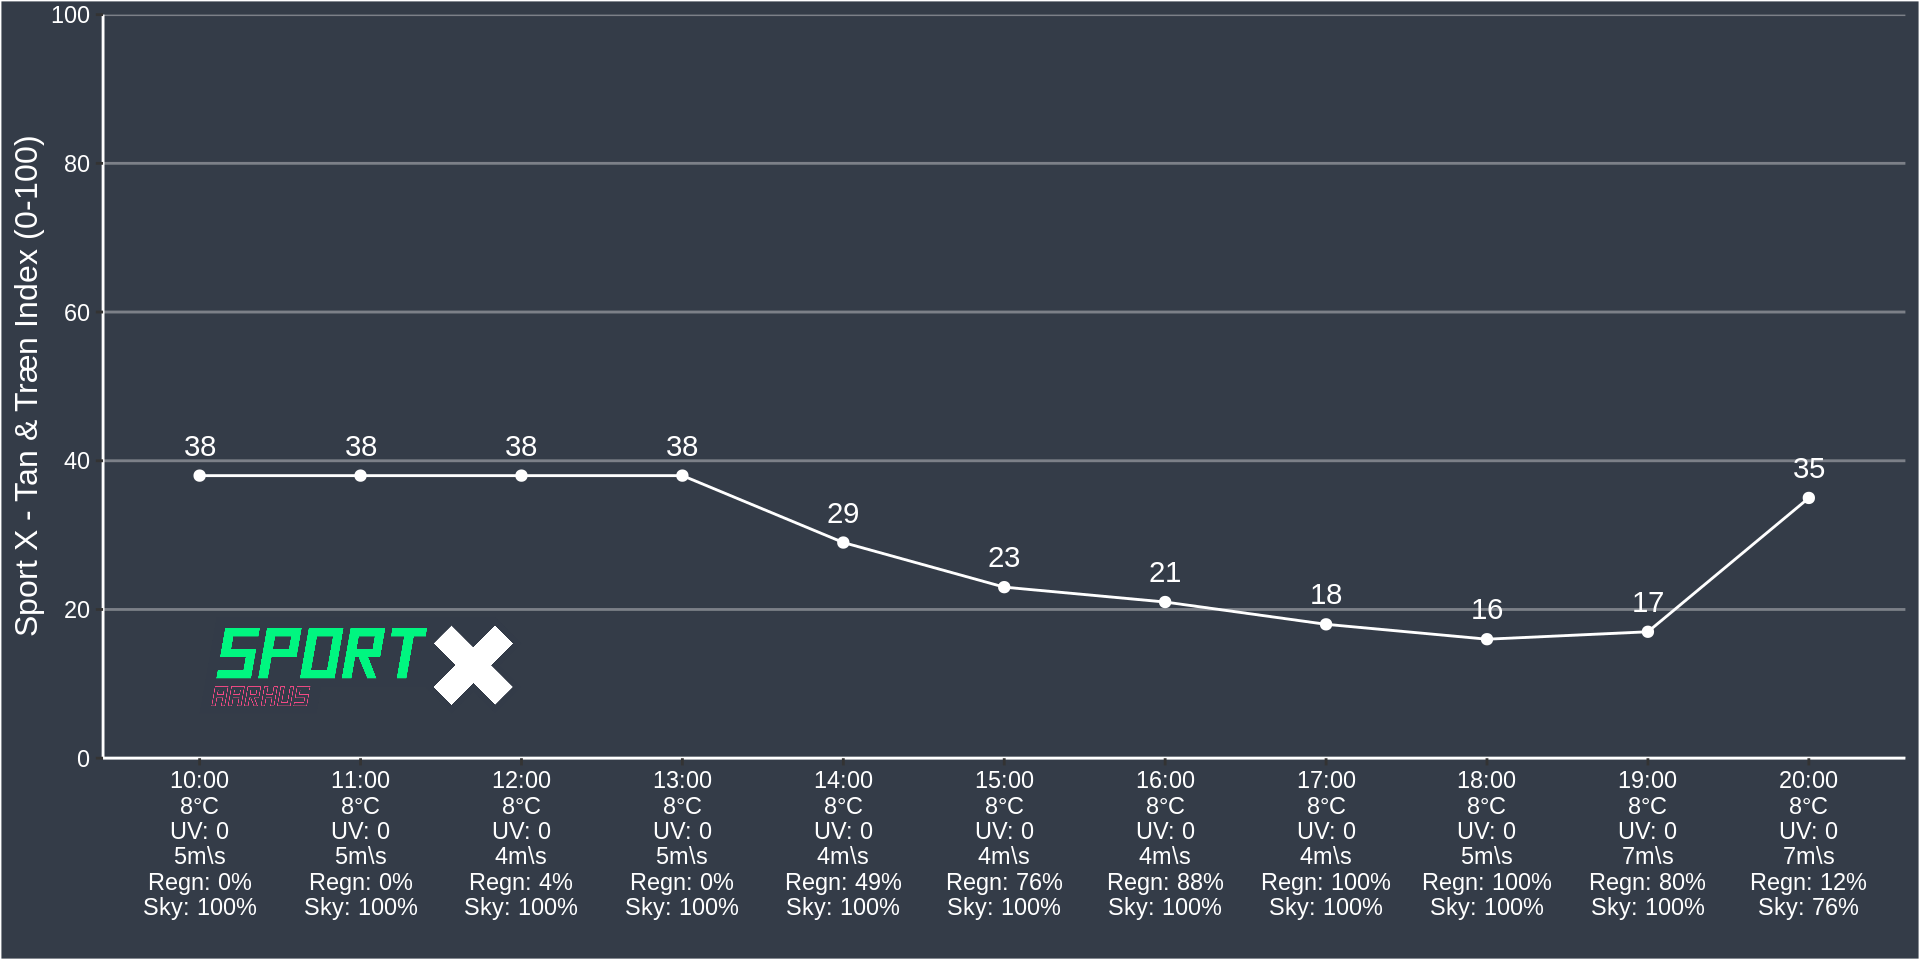 Sport X - Tan & Træn Index (0-100)
100
80
60
40
20
0
38 38 38 38 29 23 21 18 16 17 35
SPORT X
AARHUS
10:00 11:00 12:00 13:00 14:00 15:00 16:00 17:00 18:00 19:00 20:00
8°C 8°C 8°C 8°C 8°C 8°C 8°C 8°C 8°C 8°C 8°C
UV: 0 UV: 0 UV: 0 UV: 0 UV: 0 UV: 0 UV: 0 UV: 0 UV: 0 UV: 0 UV: 0
5m\s 5m\s 4m\s 5m\s 4m\s 4m\s 4m\s 4m\s 5m\s 7m\s 7m\s
Regn: 0% Regn: 0% Regn: 4% Regn: 0% Regn: 49% Regn: 76% Regn: 88% Regn: 100% Regn: 100% Regn: 80% Regn: 12%
Sky: 100% Sky: 100% Sky: 100% Sky: 100% Sky: 100% Sky: 100% Sky: 100% Sky: 100% Sky: 100% Sky: 100% Sky: 76%